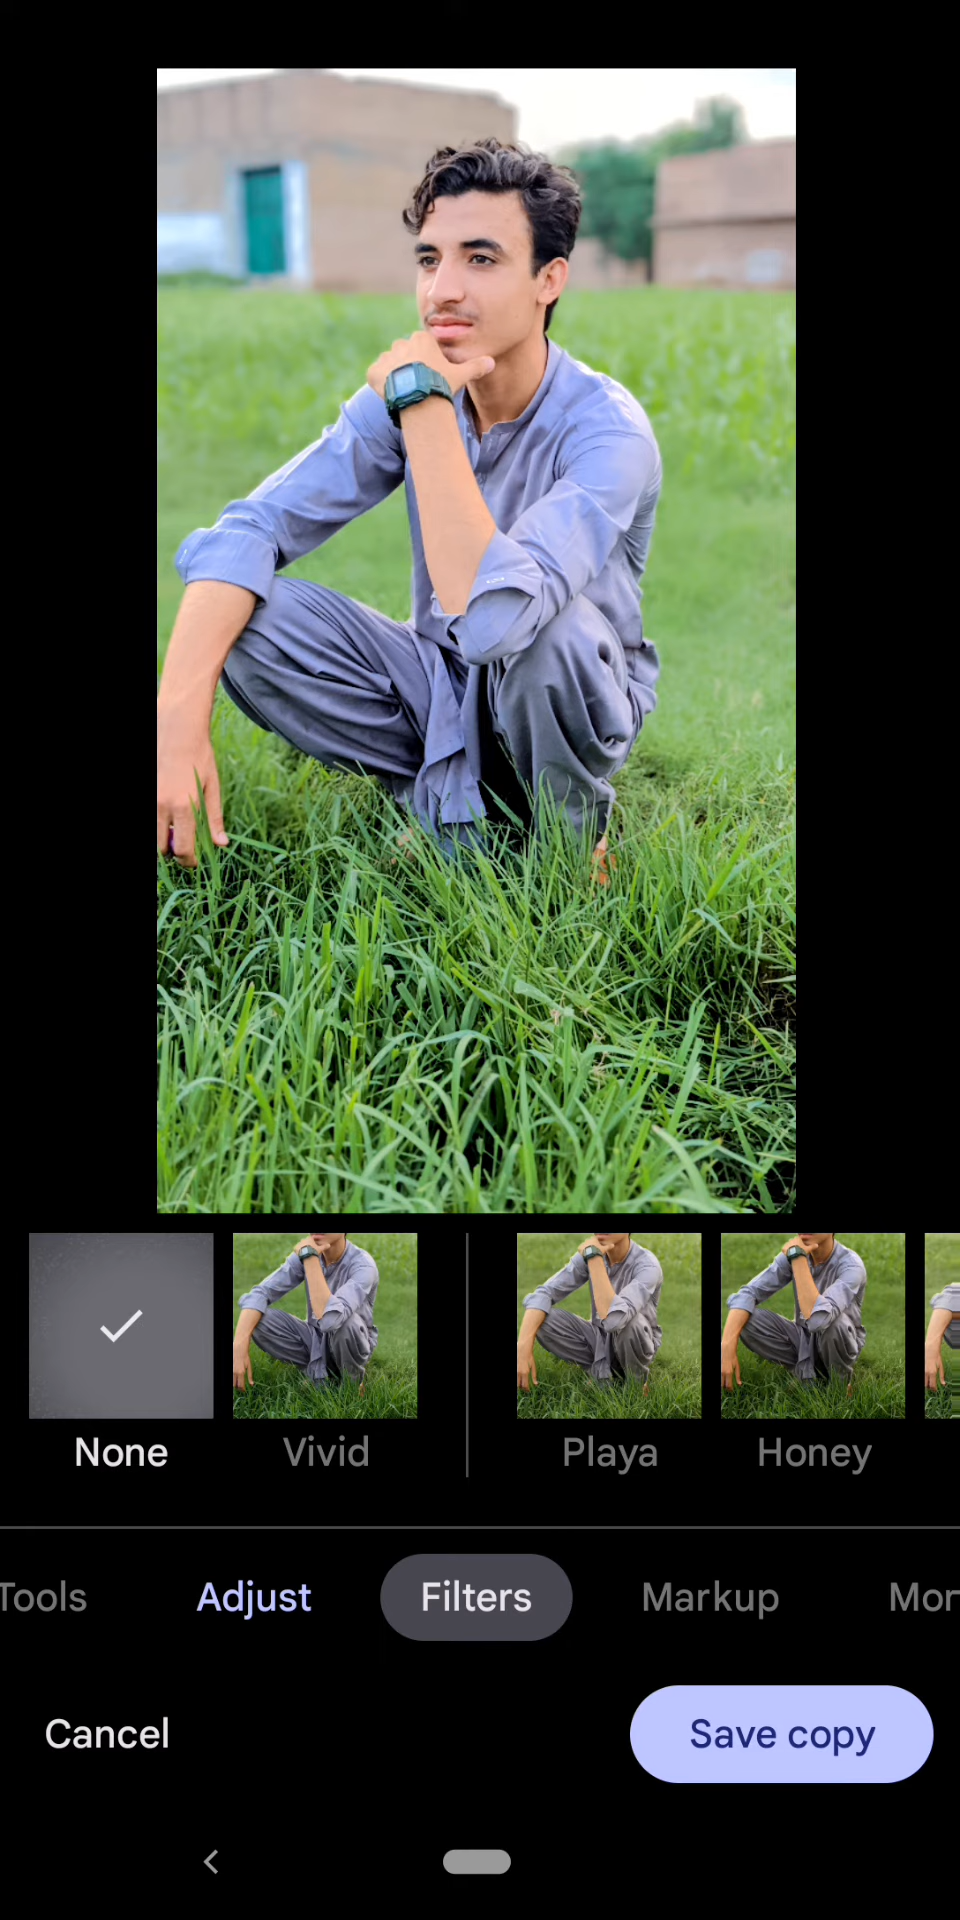 None
Vivid
Playa
Honey
Tools
Adjust
Filters
Markup
Mor
Cancel
Save copy